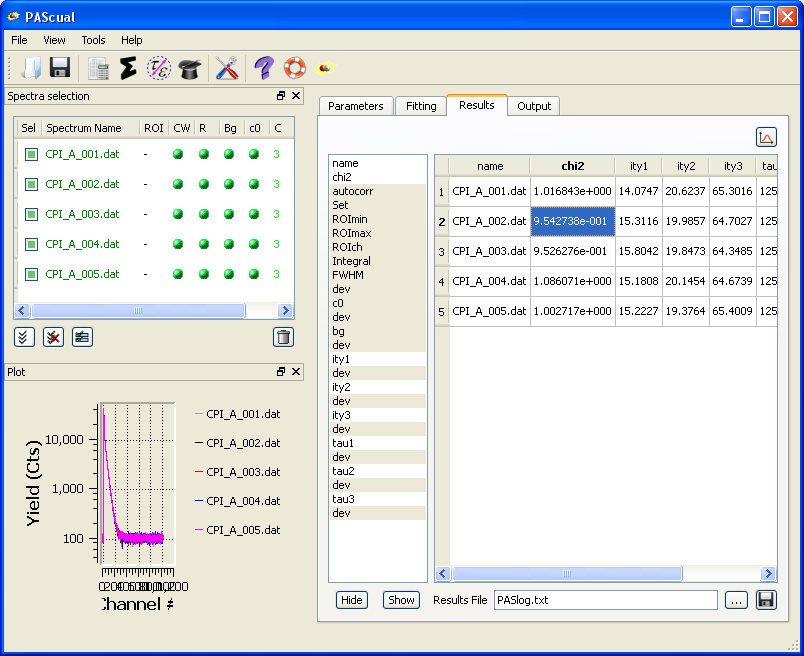 PAScual
File View Tools Help
Spectra selection
Sel Spectrum Name ROI CW R Bg c0 C
CPI_A_001.dat - 3
CPI_A_002.dat - 3
CPI_A_003.dat - 3
CPI_A_004.dat - 3
CPI_A_005.dat - 3
Plot
Yield (Cts)
10,000
1,000
100
CPI_A_001.dat
CPI_A_002.dat
CPI_A_003.dat
CPI_A_004.dat
CPI_A_005.dat
Parameters Fitting Results Output
name
chi2
autocorr
Set
ROImin
ROImax
ROIch
Integral
FWHM
dev
c0
dev
bg
dev
ity1
dev
ity2
dev
ity3
dev
tau1
dev
tau2
dev
tau3
dev
name chi2 ity1 ity2 ity3 tau
1 CPI_A_001.dat 1.016843e+000 14.0747 20.6237 65.3016 125
2 CPI_A_002.dat 9.542738e-001 15.3116 19.9857 64.7027 125
3 CPI_A_003.dat 9.526276e-001 15.8042 19.8473 64.3485 125
4 CPI_A_004.dat 1.086071e+000 15.1808 20.1454 64.6739 125
5 CPI_A_005.dat 1.002717e+000 15.2227 19.3764 65.4009 125
Hide Show Results File PASlog.txt ...